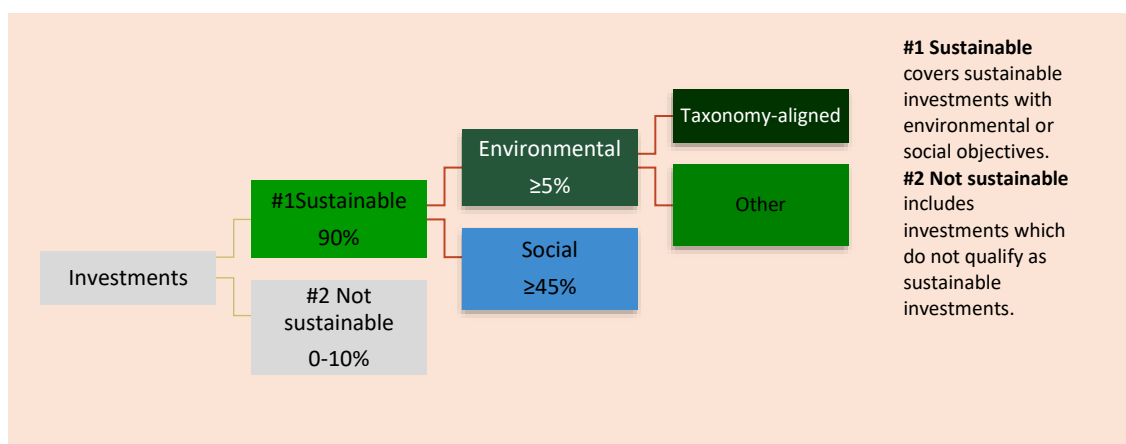 Investments
#1Sustainable
90%
#2 Not
sustainable
0-10%
Environmental
≥5%
Social
≥45%
Taxonomy-aligned
Other
#1 Sustainable
covers sustainable
investments with
environmental or
social objectives.
#2 Not sustainable
includes
investments which
do not qualify as
sustainable
investments.